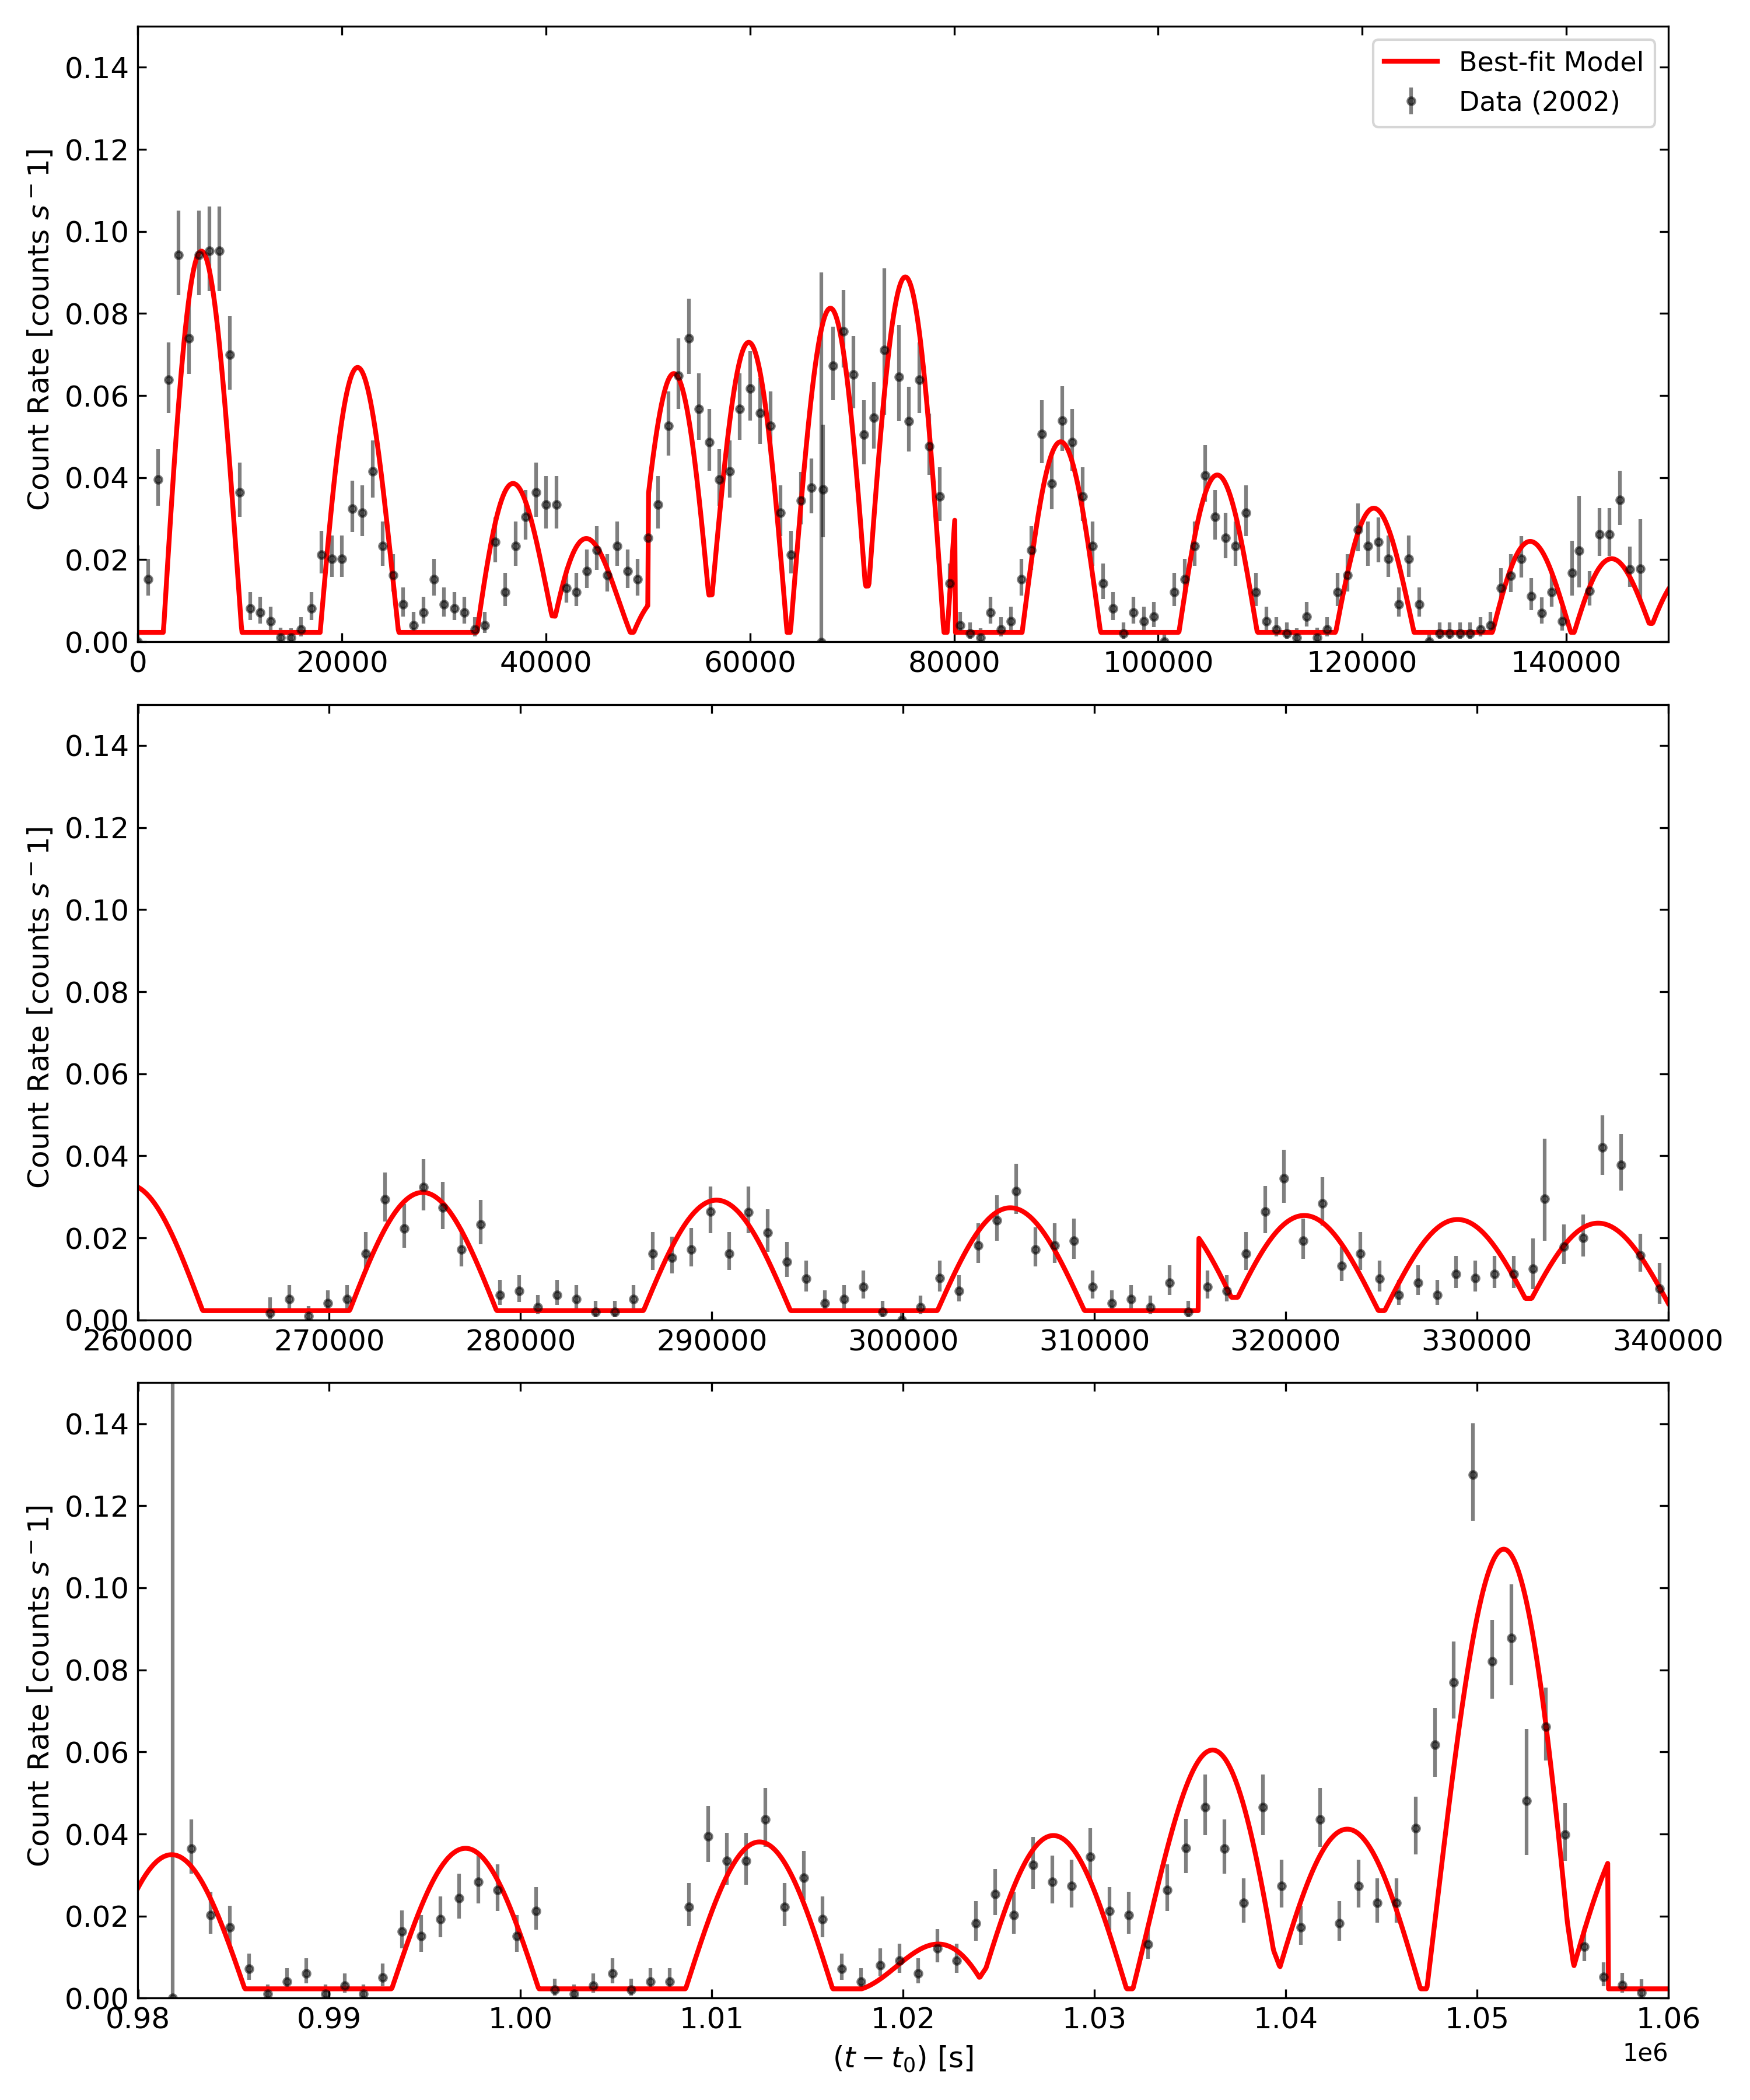 Count Rate [counts s − 1]
0.14
0.12
0.10
0.08
0.06
0.04
0.02
0.00
Best-fit Model
Data (2002)
0 20000 40000 60000 80000 100000 120000 140000
Count Rate [counts s − 1]
0.14
0.12
0.10
0.08
0.06
0.04
0.02
0.00
260000 270000 280000 290000 300000 310000 320000 330000 340000
Count Rate [counts s − 1]
0.14
0.12
0.10
0.08
0.06
0.04
0.02
0.00
0.98 0.99 1.00 1.01 1.02 1.03 1.04 1.05 1.06
1e6
(t − t₀) [s]